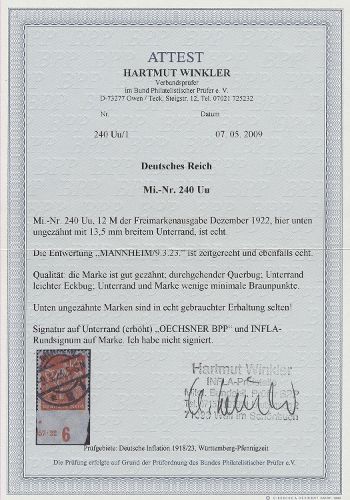 ATTEST
HARTMUT WINKLER
Verbandsprüfer
im Bund Philatelistischer Prüfer e. V.
D-73277 Owen / Teck, Steigstr. 12, Tel. 07021 725232
Nr. Datum
240 Uu/1 07. 05. 2009
Deutsches Reich
Mi.-Nr. 240 Uu
Mi.-Nr. 240 Uu, 12 M der Freimarkenausgabe Dezember 1922, hier unten
ungezähnt mit 13,5 mm breitem Unterrand, ist echt.
Die Entwertung „MANNHEIM/9.3.23.“ ist zeitgerecht und ebenfalls echt.
Qualität: die Marke ist gut gezähnt; durchgehender Querbug; Unterrand
leichter Eckbug; Unterrand und Marke wenige minimale Braunpunkte.
Unten ungezähnte Marken sind in echt gebrauchter Erhaltung selten!
Signatur auf Unterrand (erhöht) „OECHSNER BPP“ und INFLA-
Rundsignatur auf Marke. Ich habe nicht signiert.
Hartmut Winkler
6
Prüfgebiete: Deutsche Inflation 1918/23, Württemberg-Pfennigzeit
Die Prüfung erfolgte auf Grund der Prüfordnung des Bundes Philatelistischer Prüfer e.V.